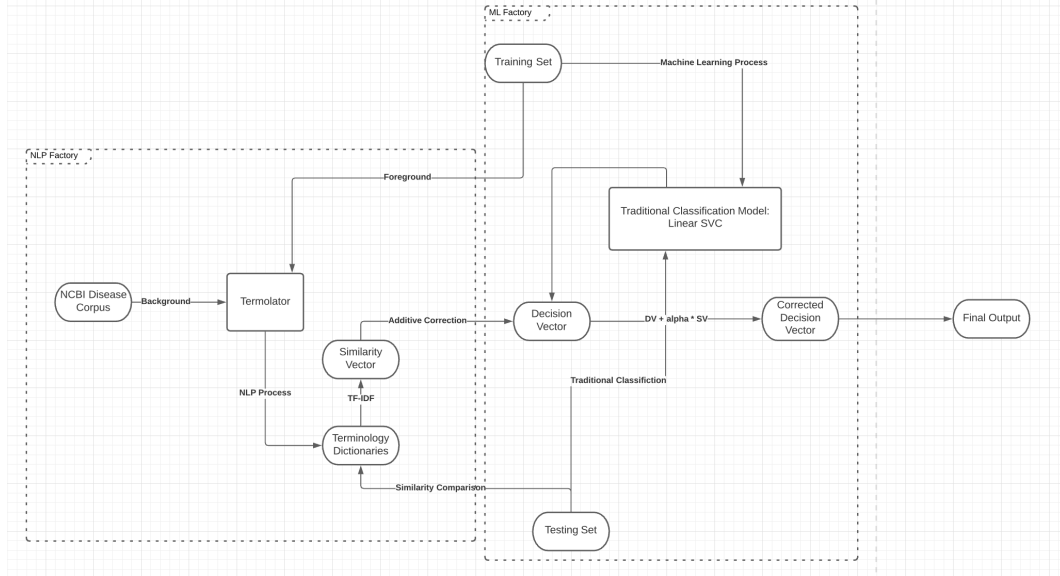 ML Factory
Training Set
Machine Learning Process
NLP Factory
Foreground
Traditional Classification Model:
Linear SVC
NCBI Disease
Corpus
Background
Termolator
Decision
Vector
DV + alpha * SV
Corrected
Decision
Vector
Final Output
Additive Correction
Similarity
Vector
Traditional Classifiction
NLP Process
TF-IDF
Terminology
Dictionaries
Similarity Comparison
Testing Set